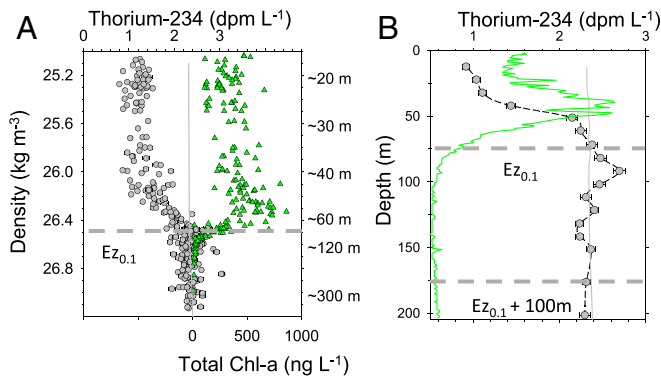 A
Thorium-234 (dpm L-1)
0 1 2 3
Density (kg m-3)
25.2
25.6
26.0
26.4
26.8
~20 m
~30 m
~40 m
~60 m
~120 m
~300 m
Ez0.1
0 500 1000
Total Chl-a (ng L-1)
B
Thorium-234 (dpm L-1)
1 2 3
Depth (m)
0
50
100
150
200
Ez0.1
Ez0.1 + 100m